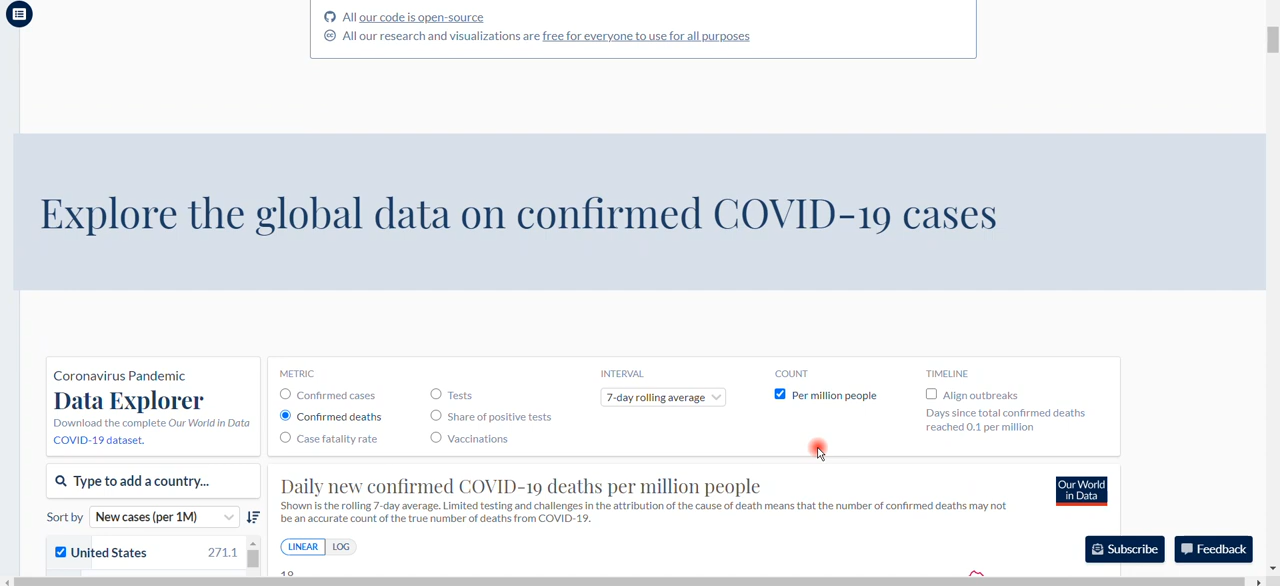 All our code is open-source
All our research and visualizations are free for everyone to use for all purposes
Explore the global data on confirmed COVID-19 cases
Coronavirus Pandemic
Data Explorer
Download the complete Our World in Data
COVID-19 dataset.
METRIC
Confirmed cases
Confirmed deaths
Case fatality rate
Tests
Share of positive tests
Vaccinations
INTERVAL
7-day rolling average
COUNT
Per million people
TIMELINE
Align outbreaks
Days since total confirmed deaths
reached 0.1 per million
Type to add a country...
Sort by New cases (per 1M)
United States 271.1
Daily new confirmed COVID-19 deaths per million people
Shown is the rolling 7-day average. Limited testing and challenges in the attribution of the cause of death means that the number of confirmed deaths may not
be an accurate count of the true number of deaths from COVID-19.
Our World
in Data
LINEAR LOG
Subscribe
Feedback